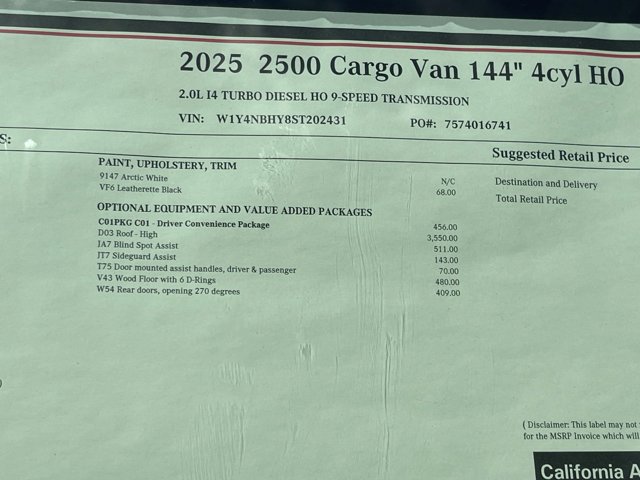 2025 2500 Cargo Van 144" 4cyl HO
2.0L I4 TURBO DIESEL HO 9-SPEED TRANSMISSION
VIN: W1Y4NBHY8ST202431 PO#: 7574016741
S:
Suggested Retail Price
PAINT, UPHOLSTERY, TRIM
9147 Arctic White N/C
VF6 Leatherette Black 68.00
Destination and Delivery
Total Retail Price
OPTIONAL EQUIPMENT AND VALUE ADDED PACKAGES
C01PKG C01 - Driver Convenience Package 456.00
D03 Roof - High 3,550.00
JA7 Blind Spot Assist 511.00
JT7 Sideguard Assist 143.00
T75 Door mounted assist handles, driver & passenger 70.00
V43 Wood Floor with 6 D-Rings 480.00
W54 Rear doors, opening 270 degrees 409.00
)
( Disclaimer: This label may not
for the MSRP Invoice which will
California A